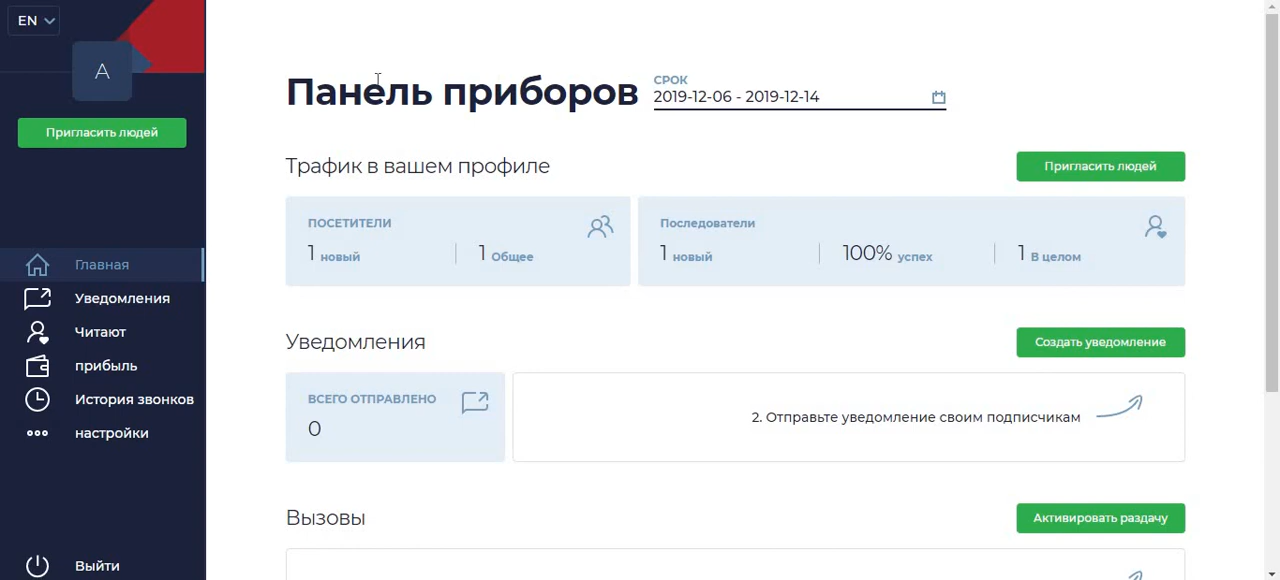 EN
A
Пригласить людей
Главная
Уведомления
Читают
прибыль
История звонков
настройки
Выйти
Панель приборов
СРОК
2019-12-06 - 2019-12-14
Трафик в вашем профиле
Пригласить людей
ПОСЕТИТЕЛИ
1 новый
1 Общее
Последователи
1 новый
100% успех
1 В целом
Уведомления
Создать уведомление
ВСЕГО ОТПРАВЛЕНО
0
2. Отправьте уведомление своим подписчикам
Вызовы
Активировать раздачу